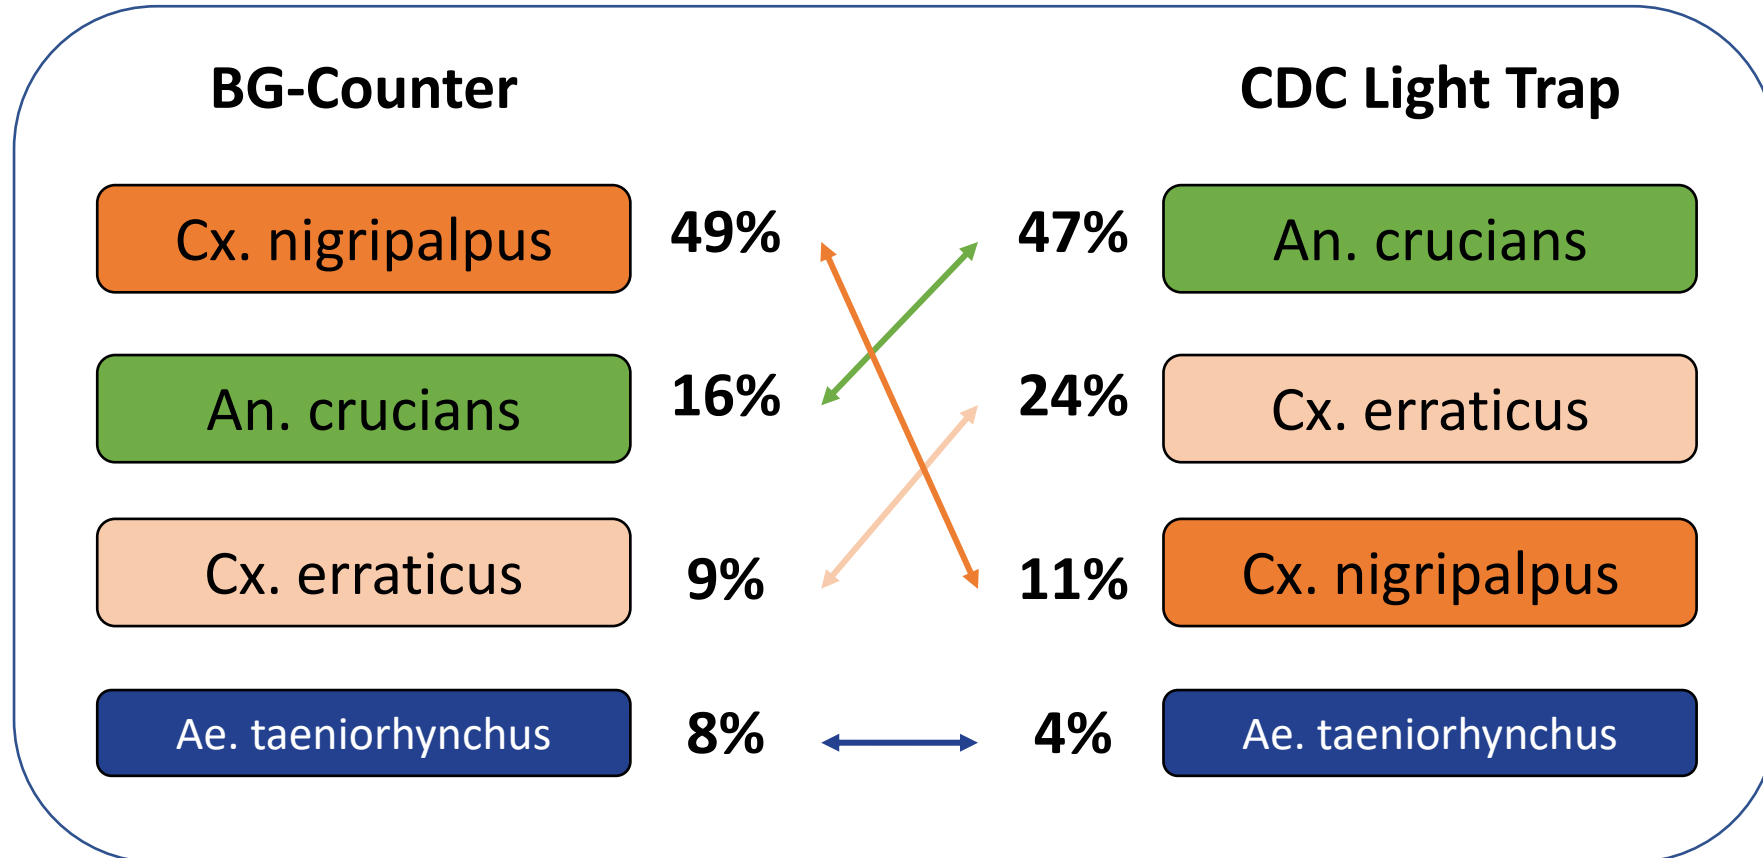 BG-Counter
CDC Light Trap
Cx. nigripalpus 49% 47% An. crucians
An. crucians 16% 24% Cx. erraticus
Cx. erraticus 9% 11% Cx. nigripalpus
Ae. taeniorhynchus 8% 4% Ae. taeniorhynchus